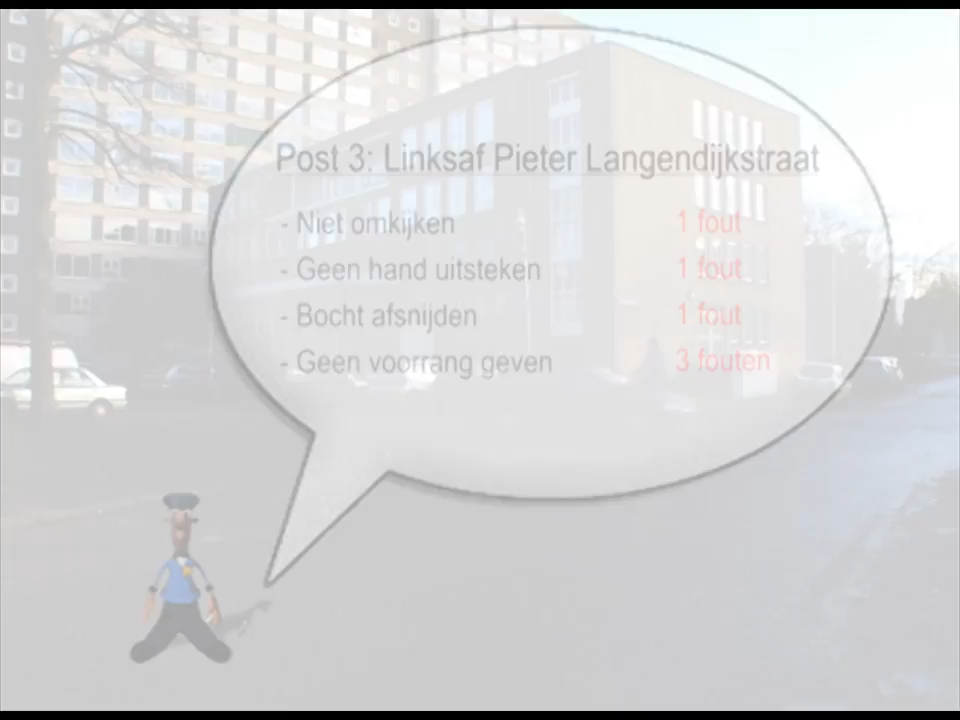 Post 3: Linksaf Pieter Langendijkstraat
- Niet omkijken 1 fout
- Geen hand uitsteken 1 fout
- Bocht afsnijden 1 fout
- Geen voorrang geven 3 fouten